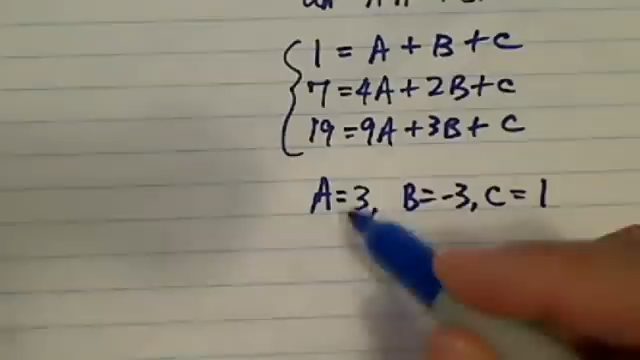 1 = A + B + C
7 = 4A + 2B + C
19 = 9A + 3B + C
A = 3, B = -3, C = 1